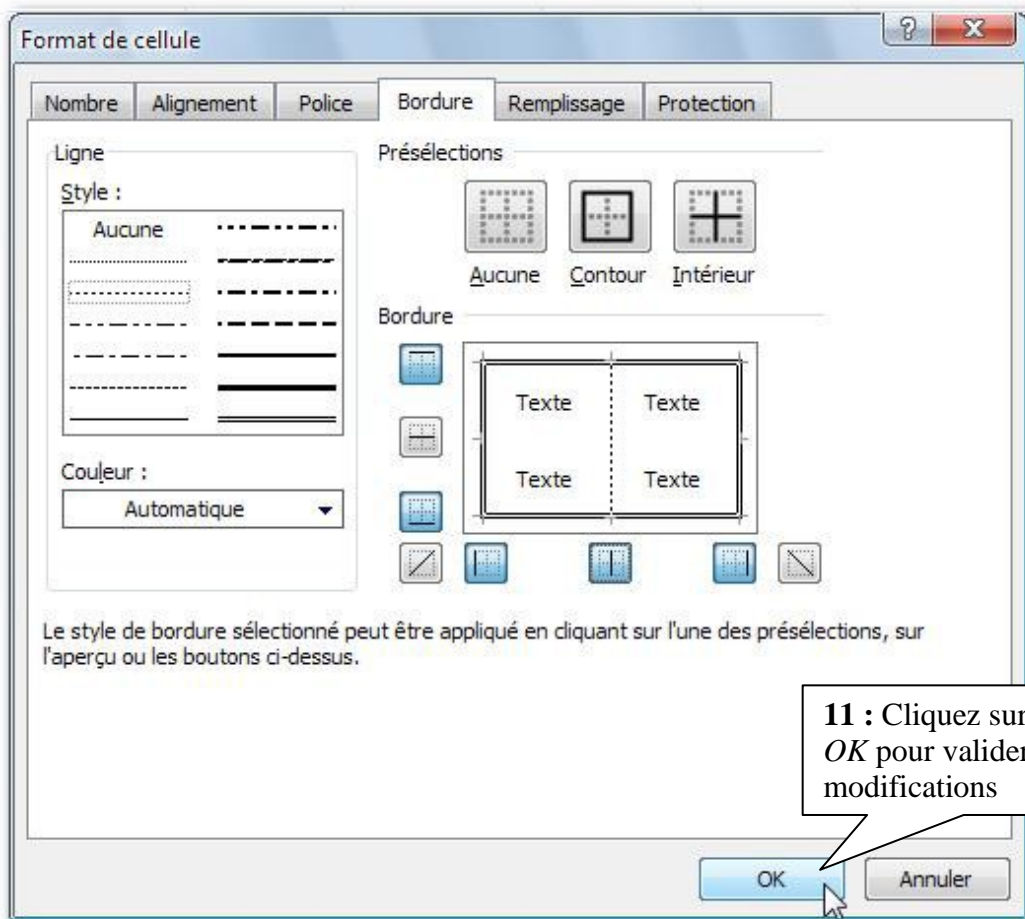 Format de cellule
Nombre Alignement Police Bordure Remplissage Protection
Ligne
Style :
Aucune
Couleur :
Automatique
Présélections
Aucune Contour Intérieur
Bordure
Texte Texte
Texte Texte
Le style de bordure sélectionné peut être appliqué en cliquant sur l'une des présélections, sur
l'aperçu ou les boutons ci-dessus.
11 : Cliquez sur
OK pour valider
modifications
OK Annuler